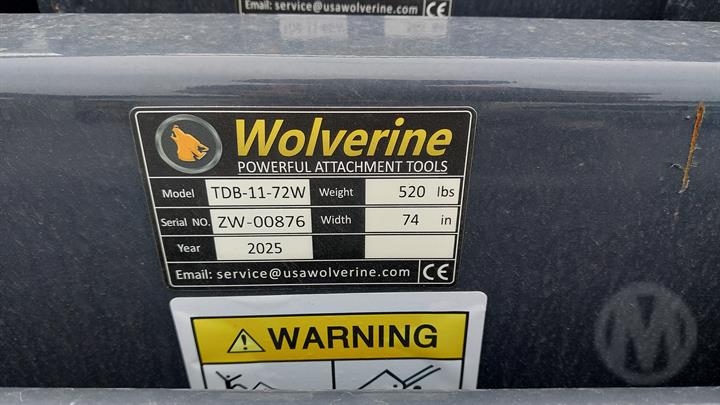 Email: service@usawolverine.com CE
Wolverine
POWERFUL ATTACHMENT TOOLS
Model TDB-11-72W Weight 520 lbs
Serial NO. ZW-00876 Width 74 in
Year 2025
Email: service@usawolverine.com CE
WARNING
M